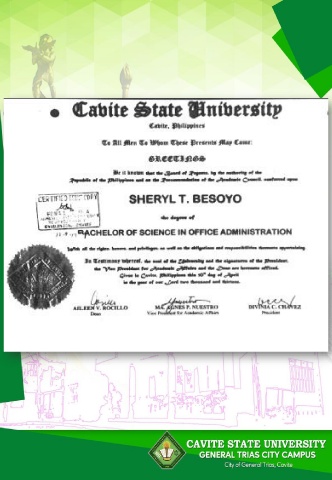 Cavite State University
Cavite, Philippines
To All Men To Whom These Presents May Come:
GREETINGS
Be it known that the Board of Regents, by the authority of the
Republic of the Philippines and on the Recommendation of the Academic Council, conferred upon
SHERYL T. BESOYO
the degree of
BACHELOR OF SCIENCE IN OFFICE ADMINISTRATION
With all the rights, honors and privileges, as well as the obligations and responsibilities thereunto appertaining
In Testimony whereof, the seal of the University and the signatures of the President,
the Vice President for Academic Affairs and the Dean are hereunto affixed.
Given in Cavite, Philippines this day of April
in the year of our Lord two thousand and thirteen.
CERTIFIED COPY
AILEEN V. ROCILLO
Dean
MA. AGNES P. NUESTRO
Vice President for Academic Affairs
DIVINIA C. CHAVEZ
President
CAVITE STATE UNIVERSITY
GENERAL TRIAS CITY CAMPUS
City of General Trias, Cavite